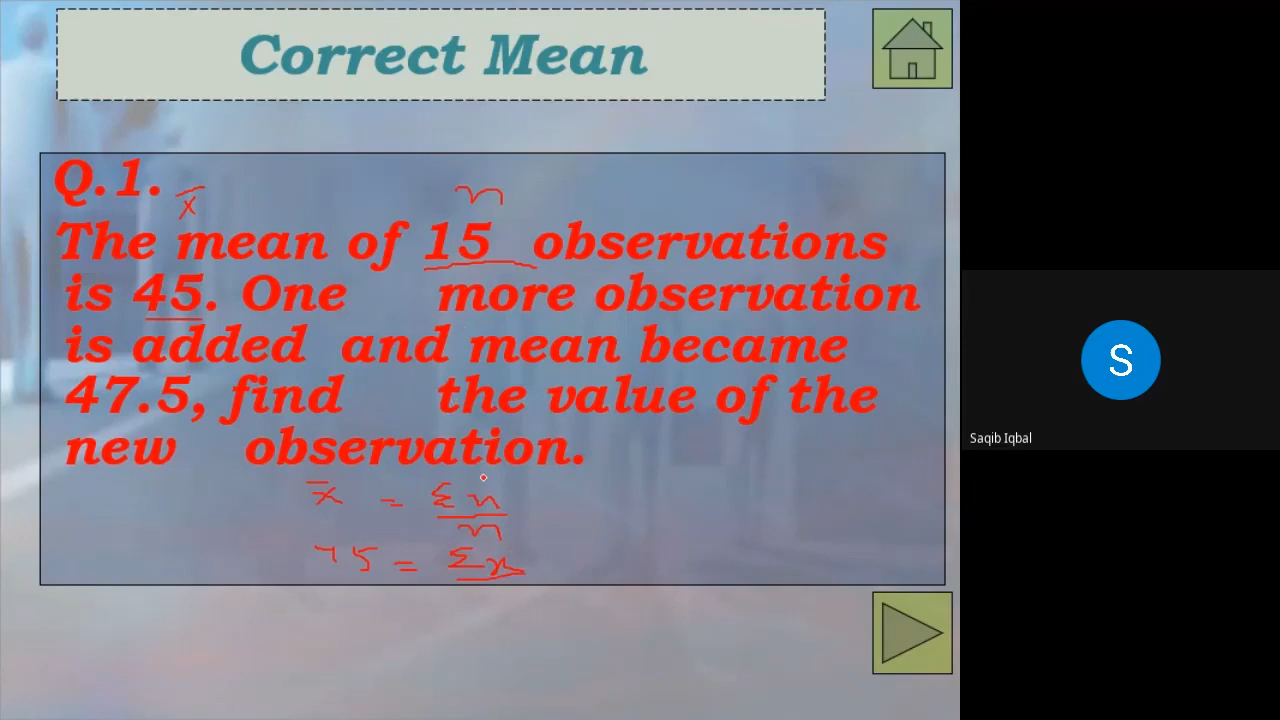 Correct Mean
Q.1.
x̄ n
The mean of 15 observations
is 45. One more observation
is added and mean became
47.5, find the value of the
new observation.
x̄ = Σx
n
45 = Σx
S
Saqib Iqbal